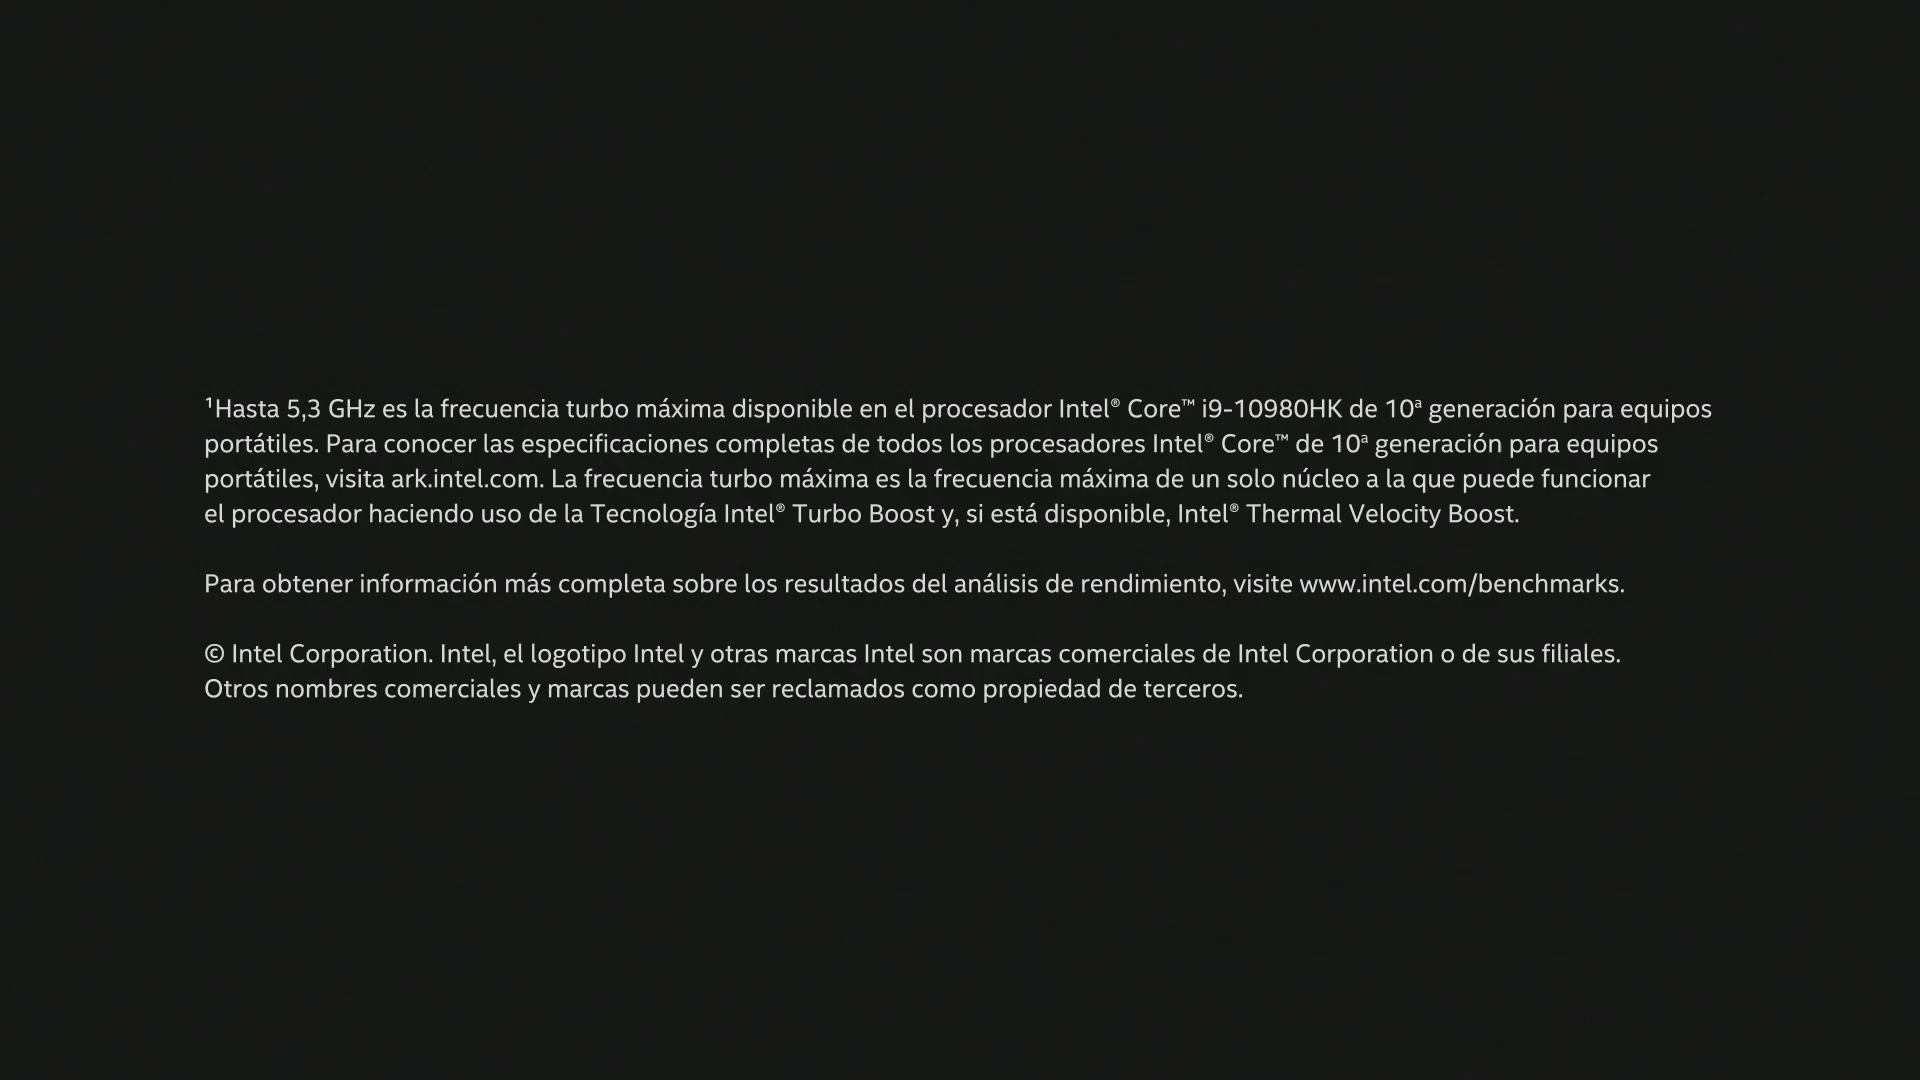 ¹Hasta 5,3 GHz es la frecuencia turbo máxima disponible en el procesador Intel® Core™ i9-10980HK de 10ª generación para equipos
portátiles. Para conocer las especificaciones completas de todos los procesadores Intel® Core™ de 10ª generación para equipos
portátiles, visita ark.intel.com. La frecuencia turbo máxima es la frecuencia máxima de un solo núcleo a la que puede funcionar
el procesador haciendo uso de la Tecnología Intel® Turbo Boost y, si está disponible, Intel® Thermal Velocity Boost.
Para obtener información más completa sobre los resultados del análisis de rendimiento, visite www.intel.com/benchmarks.
© Intel Corporation. Intel, el logotipo Intel y otras marcas Intel son marcas comerciales de Intel Corporation o de sus filiales.
Otros nombres comerciales y marcas pueden ser reclamados como propiedad de terceros.